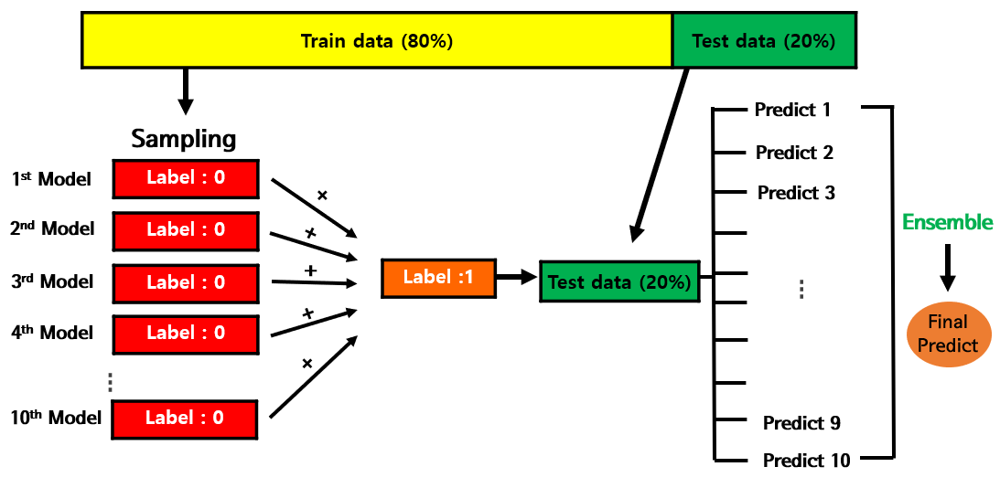 Train data (80%)
Test data (20%)
Sampling
1st Model
Label : 0
2nd Model
Label : 0
3rd Model
Label : 0
4th Model
Label : 0
⋮
10th Model
Label : 0
×
+
+
+
×
Label :1
Test data (20%)
Predict 1
Predict 2
Predict 3
⋮
Predict 9
Predict 10
Ensemble
Final
Predict